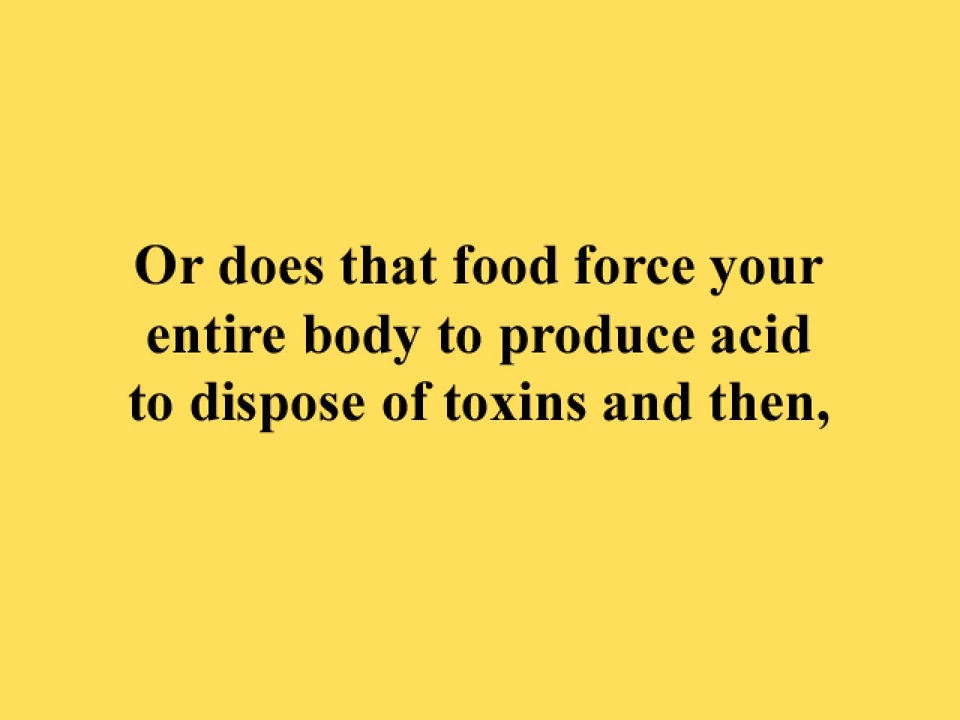 Or does that food force your
entire body to produce acid
to dispose of toxins and then,